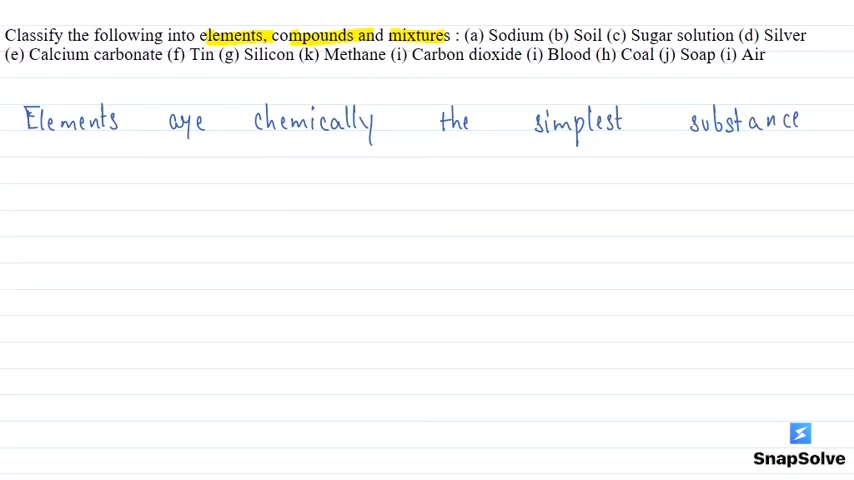 Classify the following into elements, compounds and mixtures : (a) Sodium (b) Soil (c) Sugar solution (d) Silver
(e) Calcium carbonate (f) Tin (g) Silicon (k) Methane (i) Carbon dioxide (i) Blood (h) Coal (j) Soap (i) Air
Elements are chemically the simplest substance
SnapSolve